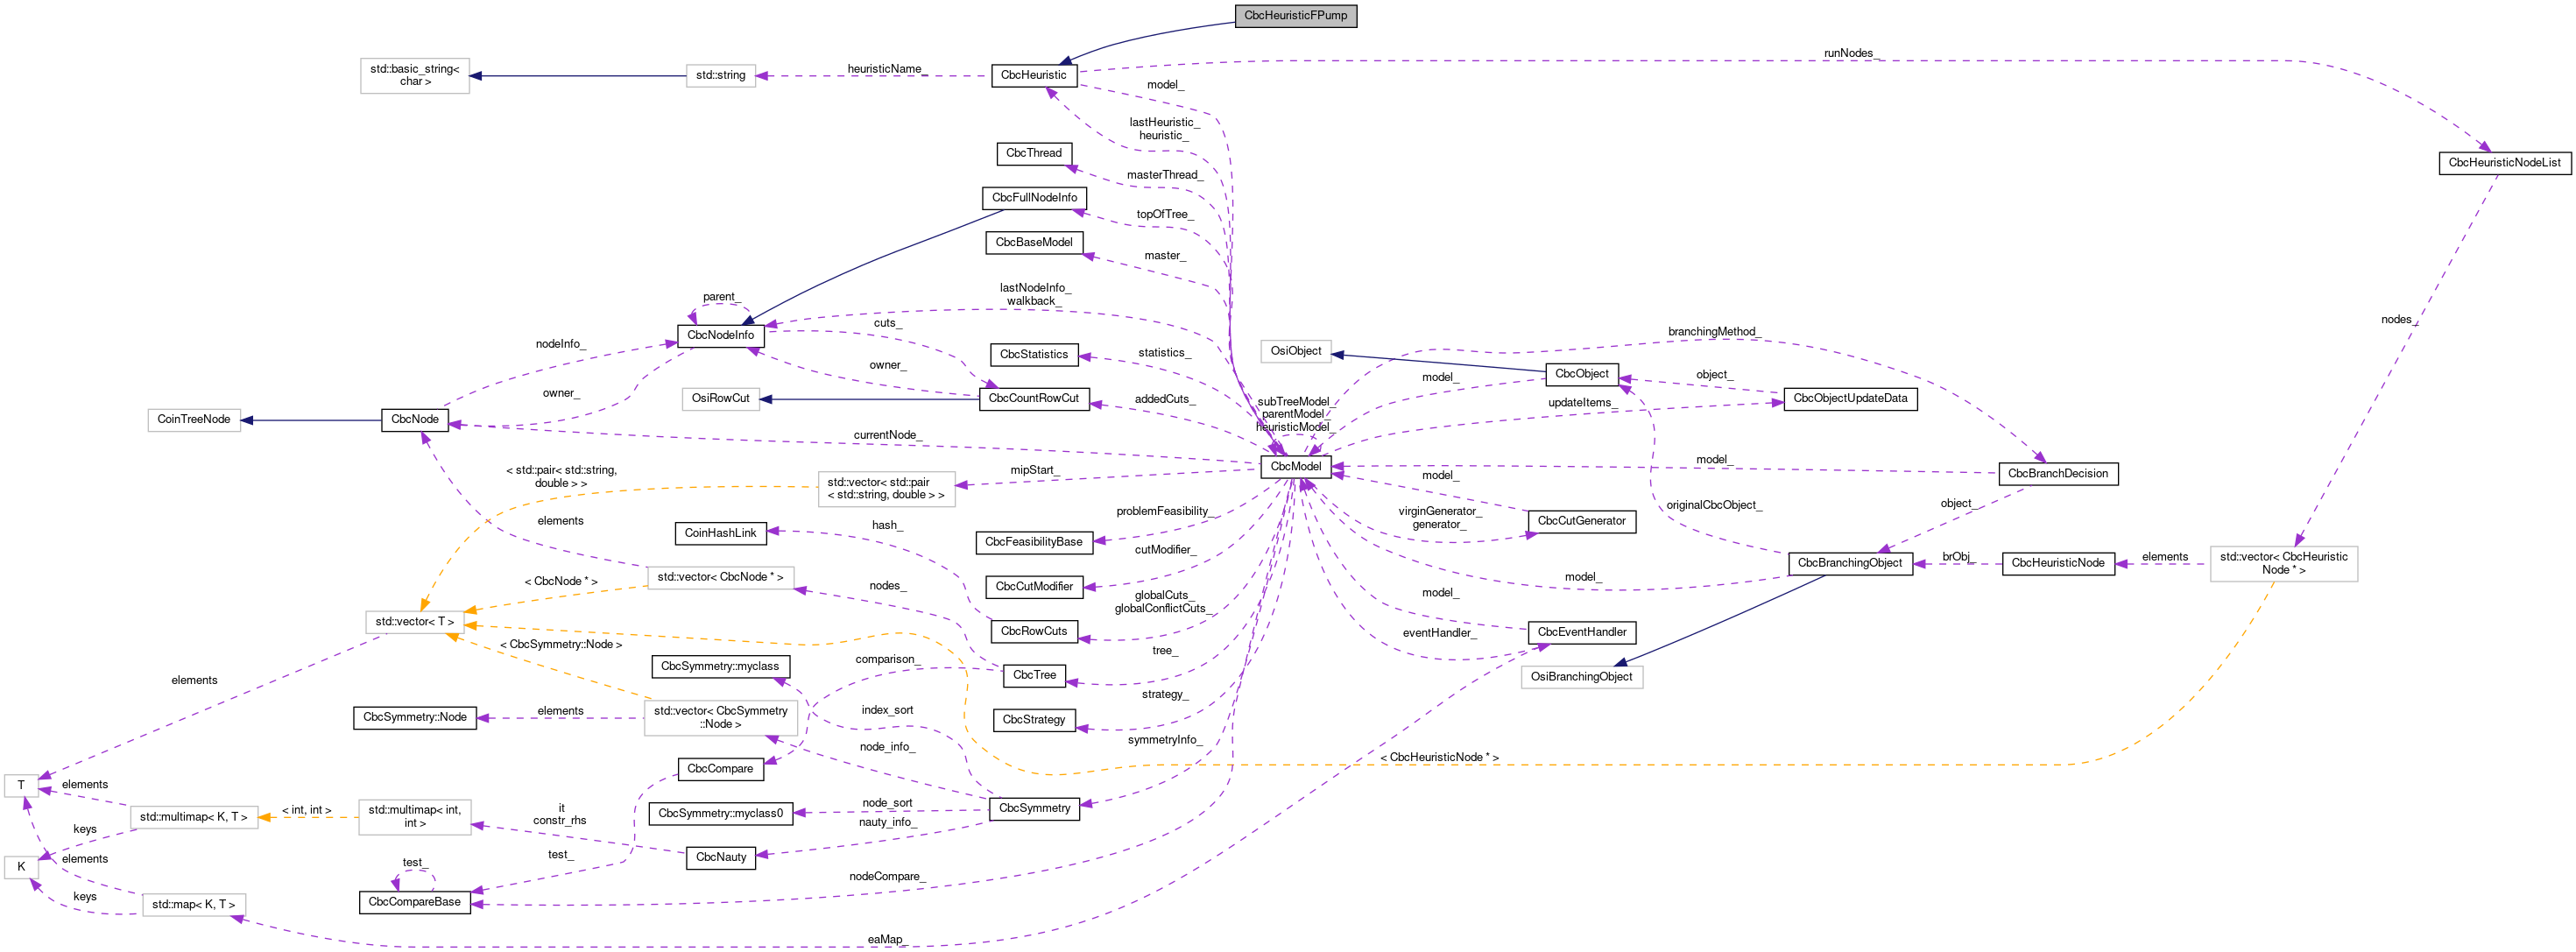 CbcHeuristicFPump
runNodes_
std::basic_string<
char >
std::string
heuristicName_
CbcHeuristic
model_
lastHeuristic_
heuristic_
CbcThread
masterThread_
CbcHeuristicNodeList
CbcFullNodeInfo
topOfTree_
CbcBaseModel
master_
parent_
lastNodeInfo_
walkback_
CbcNodeInfo
cuts_
nodeInfo_
owner_
owner_
CbcStatistics
statistics_
OsiObject
branchingMethod_
nodes_
CbcObject
model_
object_
CbcObjectUpdateData
updateItems_
CoinTreeNode
CbcNode
OsiRowCut
CbcCountRowCut
addedCuts_
subTreeModel_
parentModel_
heuristicModel_
currentNode_
CbcModel
model_
CbcBranchDecision
< std::pair< std::string,
double > >
std::vector< std::pair
< std::string, double > >
mipStart_
model_
elements
CoinHashLink
hash_
problemFeasibility_
CbcFeasibilityBase
virginGenerator_
generator_
CbcCutGenerator
originalCbcObject_
object_
cutModifier_
CbcCutModifier
< CbcNode * >
std::vector< CbcNode * >
nodes_
model_
CbcBranchingObject
brObj_
CbcHeuristicNode
elements
std::vector< CbcHeuristic
Node * >
globalCuts_
globalConflictCuts_
model_
std::vector< T >
CbcRowCuts
eventHandler_
CbcEventHandler
< CbcSymmetry::Node >
CbcSymmetry::myclass
comparison_
CbcTree
tree_
OsiBranchingObject
elements
CbcSymmetry::Node
elements
std::vector< CbcSymmetry
::Node >
index_sort
CbcStrategy
strategy_
node_info_
symmetryInfo_
< CbcHeuristicNode * >
CbcCompare
T
elements
std::multimap< K, T >
< int, int >
std::multimap< int,
int >
it
constr_rhs
CbcSymmetry::myclass0
node_sort
nauty_info_
CbcSymmetry
keys
K
elements
test_
CbcNauty
test_
keys
std::map< K, T >
CbcCompareBase
nodeCompare_
eaMap_